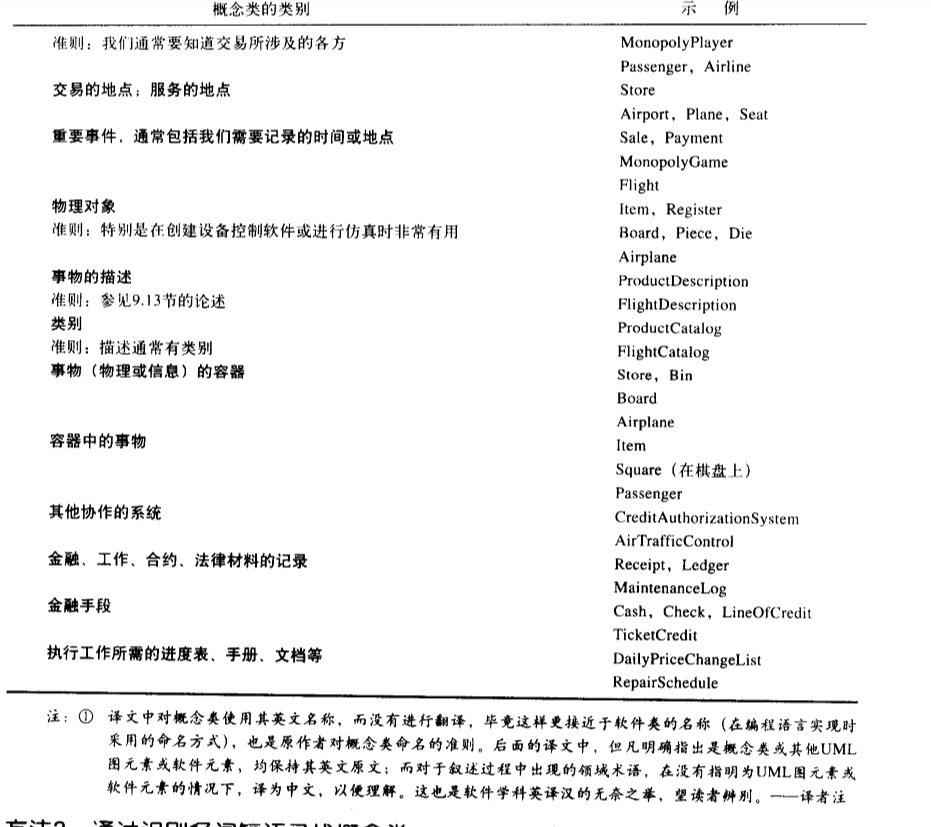 概念类的类别 示 例
准则：我们通常要知道交易所涉及的各方 MonopolyPlayer
Passenger，Airline
交易的地点；服务的地点 Store
Airport，Plane，Seat
重要事件，通常包括我们需要记录的时间或地点 Sale，Payment
MonopolyGame
Flight
物理对象 Item，Register
准则：特别是在创建设备控制软件或进行仿真时非常有用 Board，Piece，Die
Airplane
事物的描述 ProductDescription
准则：参见9.13节的论述 FlightDescription
类别 ProductCatalog
准则：描述通常有类别 FlightCatalog
事物（物理或信息）的容器 Store，Bin
Board
Airplane
容器中的事物 Item
Square（在棋盘上）
Passenger
其他协作的系统 CreditAuthorizationSystem
AirTrafficControl
金融、工作、合约、法律材料的记录 Receipt，Ledger
MaintenanceLog
金融手段 Cash，Check，LineOfCredit
TicketCredit
执行工作所需的进度表、手册、文档等 DailyPriceChangeList
RepairSchedule
注：① 译文中对概念类使用其英文名称，而没有进行翻译，毕竟这样更接近于软件类的名称（在编程语言实现时
采用的命名方式），也是原作者对概念类命名的准则。后面的译文中，但凡明确指出是概念类或其他UML
图元素或软件元素，均保持其英文原文；而对于叙述过程中出现的领域术语，在没有指明为UML图元素或
软件元素的情况下，译为中文，以便理解。这也是软件学科英译汉的无奈之举，望读者辨别。——译者注